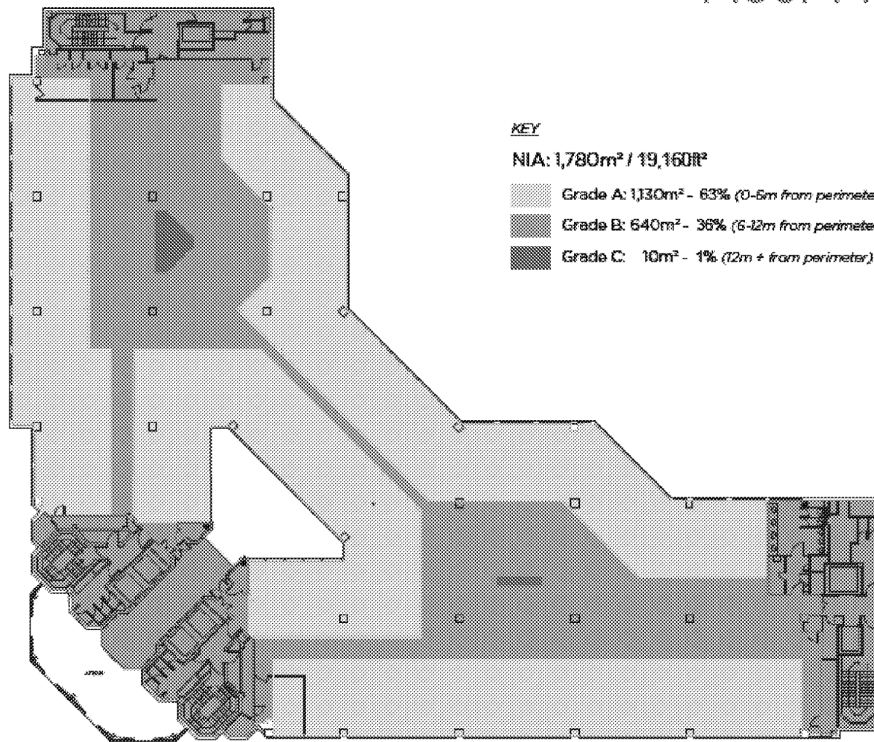 KEY
NIA: 1,780m² / 19,160ft²
Grade A: 1,130m² - 63% (0-6m from perimete
Grade B: 640m² - 36% (6-12m from perimete
Grade C: 10m² - 1% (12m + from perimeter)